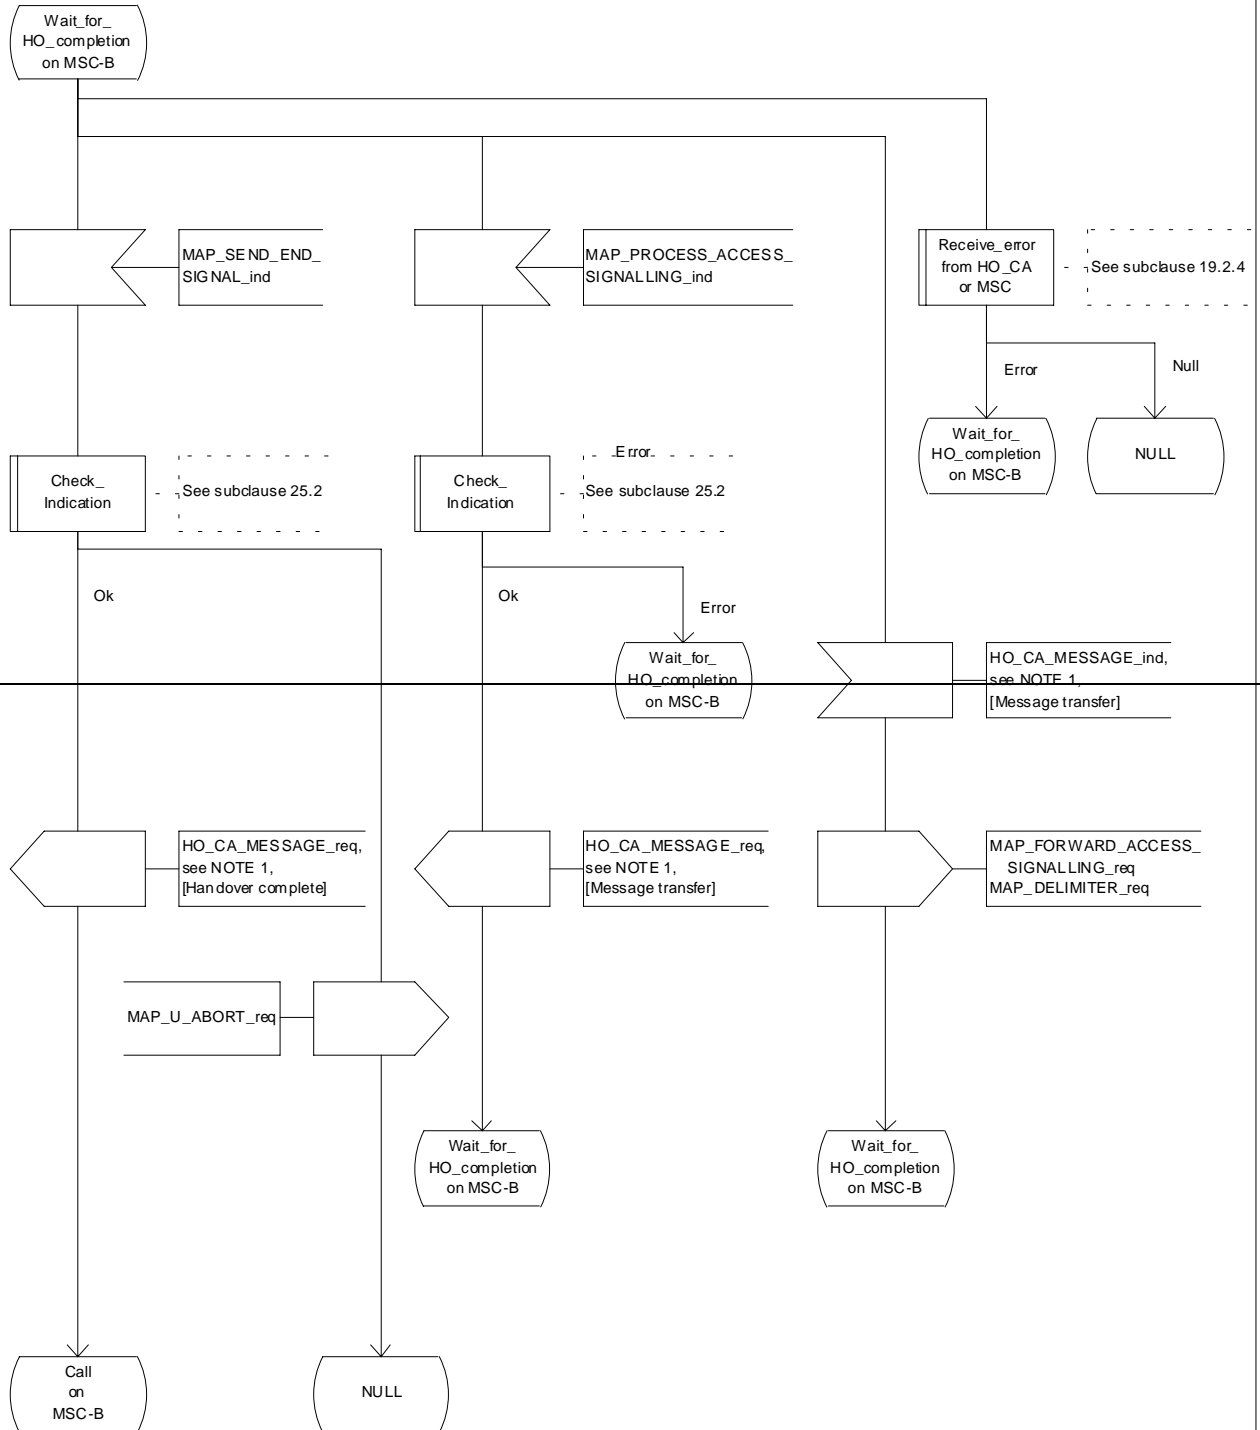 Wait_for_
HO_completion
on MSC-B
MAP_SEND_END_
SIGNAL_ind
MAP_PROCESS_ACCESS_
SIGNALLING_ind
Receive_error
from HO_CA
or MSC
See subclause 19.2.4
Error
Null
Wait_for_
HO_completion
on MSC-B
NULL
Check_
Indication
See subclause 25.2
Error
Check_
Indication
See subclause 25.2
Ok
Ok
Error
Wait_for_
HO_completion
on MSC-B
HO_CA_MESSAGE_ind,
see NOTE 1,
[Message transfer]
HO_CA_MESSAGE_req,
see NOTE 1,
[Handover complete]
HO_CA_MESSAGE_req,
see NOTE 1,
[Message transfer]
MAP_FORWARD_ACCESS_
SIGNALLING_req
MAP_DELIMITER_req
MAP_U_ABORT_req
Wait_for_
HO_completion
on MSC-B
Wait_for_
HO_completion
on MSC-B
Call
on
MSC-B
NULL